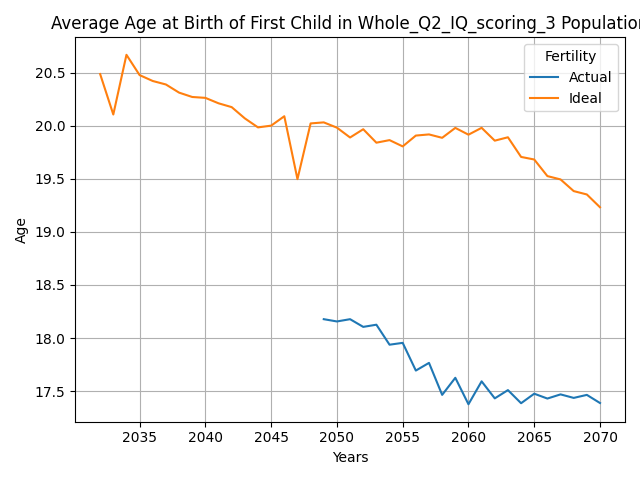 Average Age at Birth of First Child in Whole_Q2_IQ_scoring_3 Population
Fertility
Actual
Ideal
20.5
20.0
19.5
19.0
18.5
18.0
17.5
Age
2035 2040 2045 2050 2055 2060 2065 2070
Years